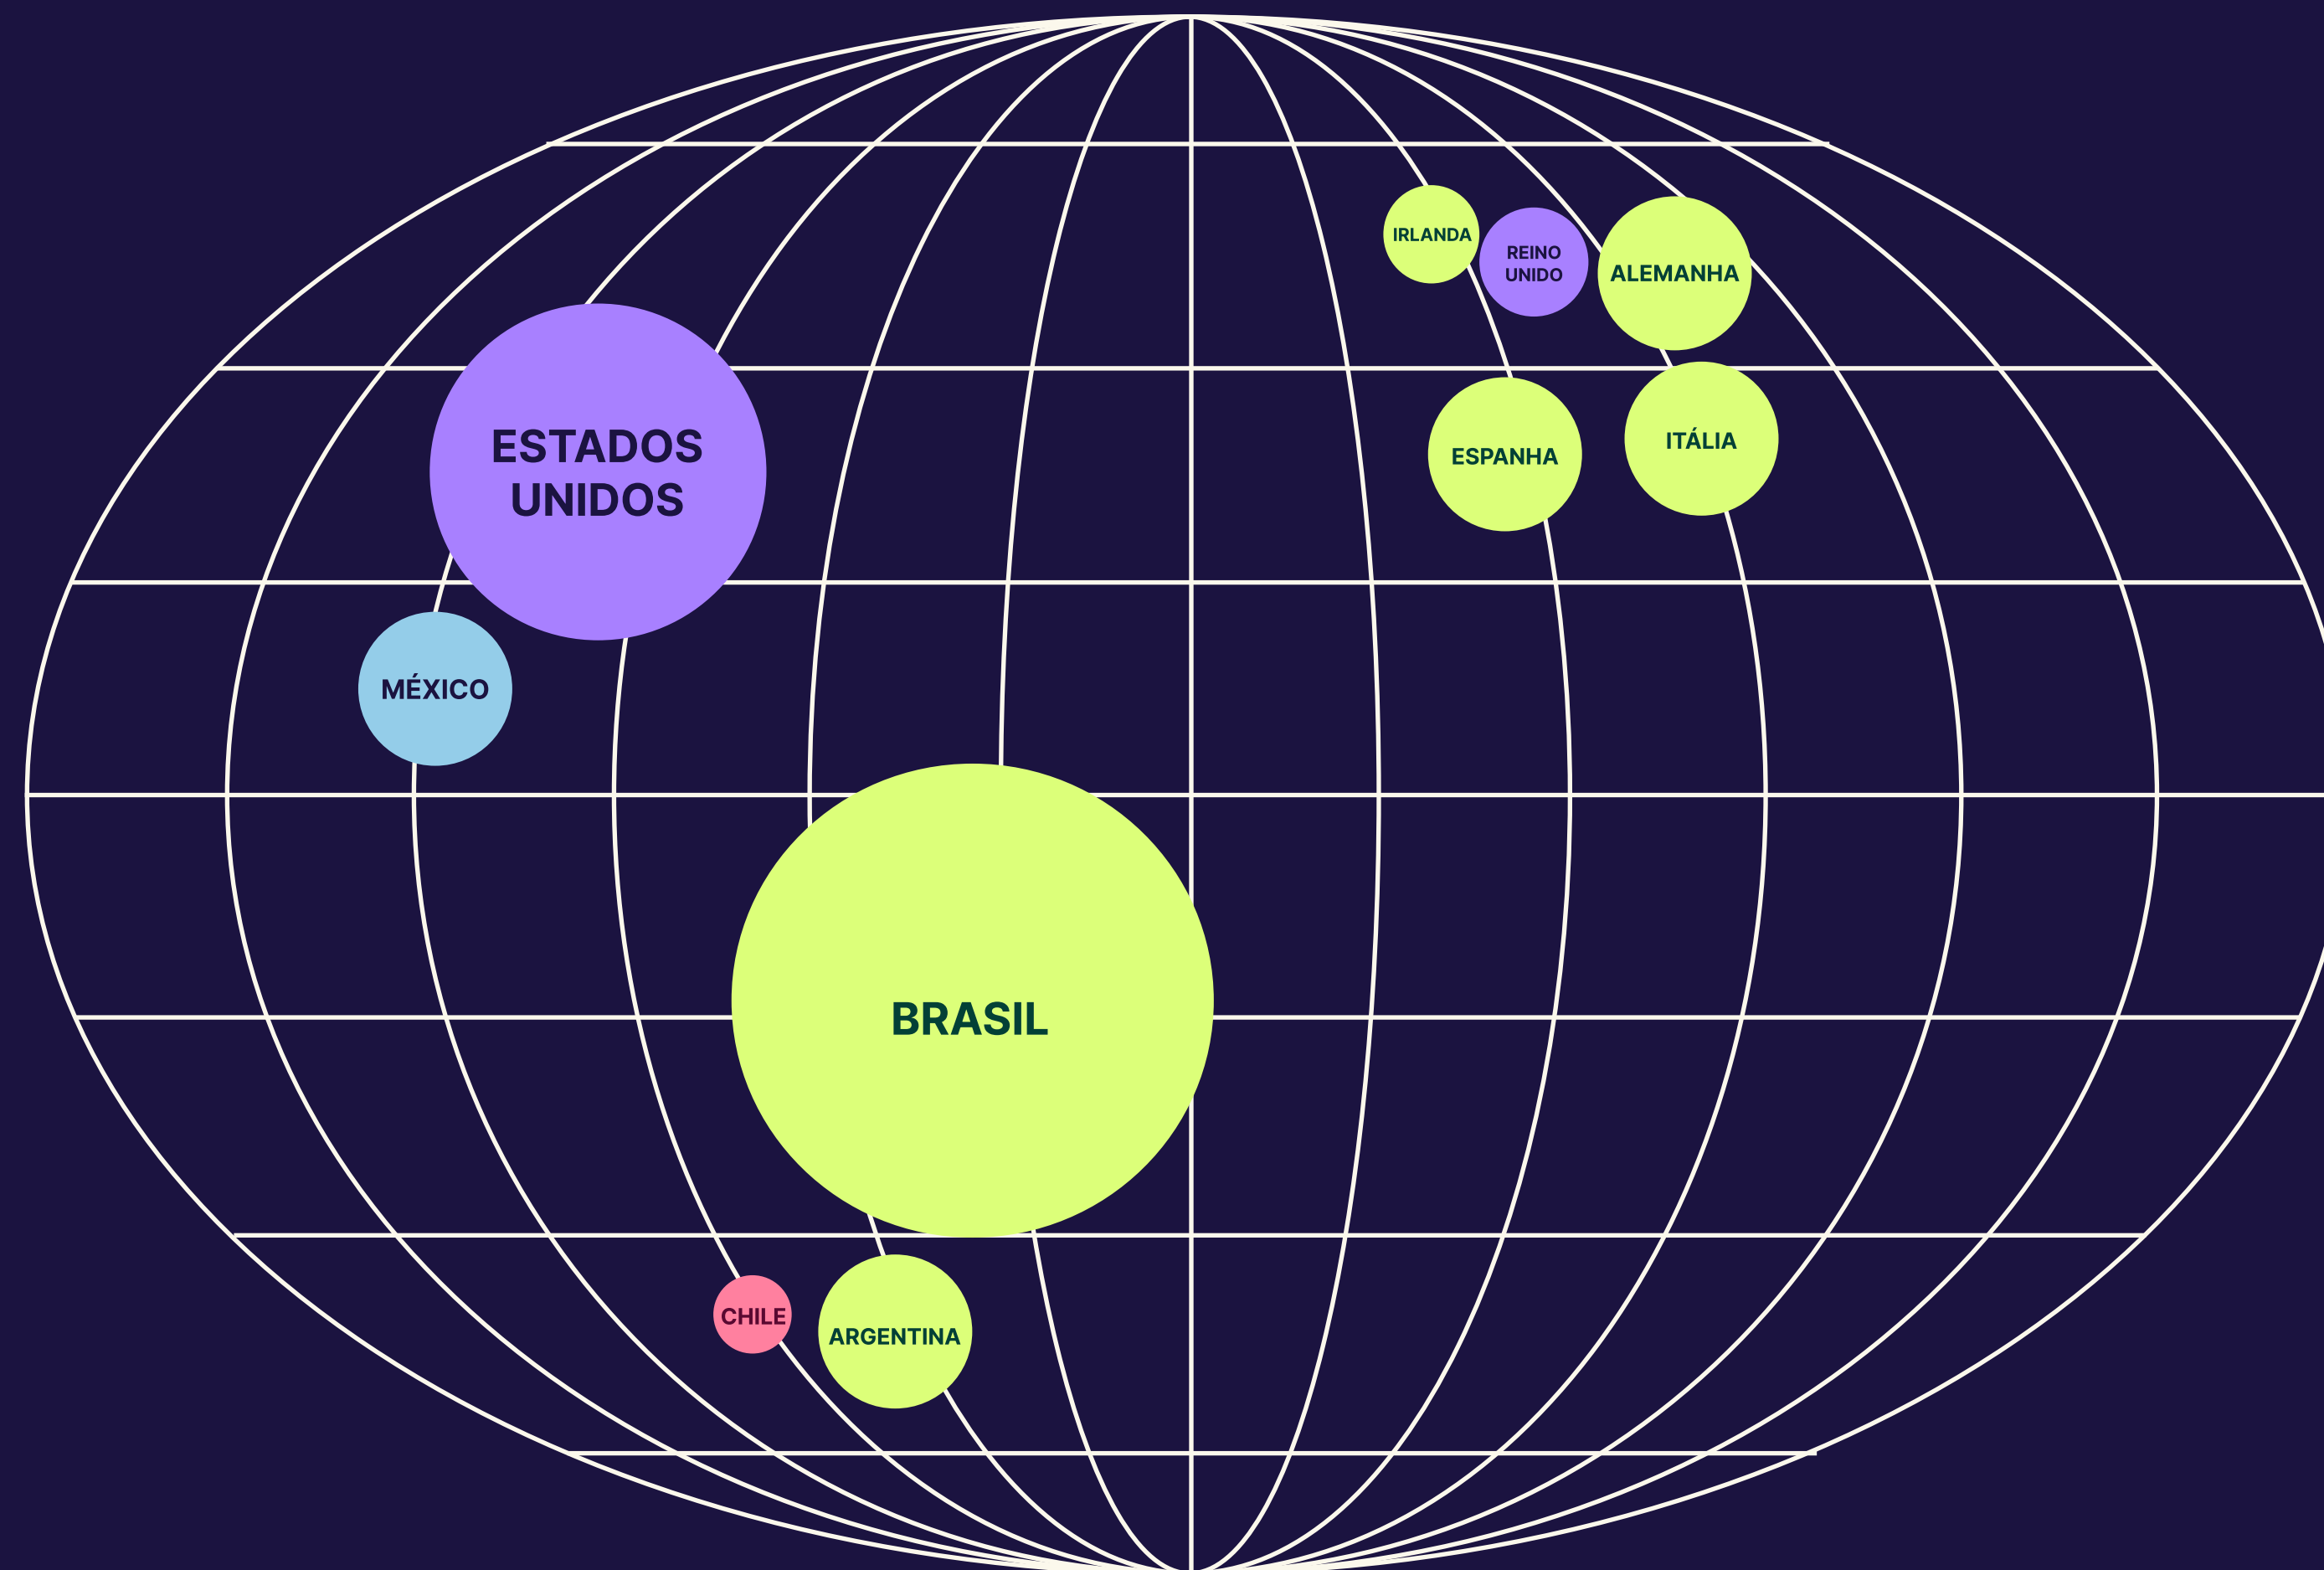 IRLANDA
REINO
UNIDO
ALEMANHA
ESTADOS
UNIDOS
ESPANHA
ITÁLIA
MÉXICO
BRASIL
CHILE
ARGENTINA